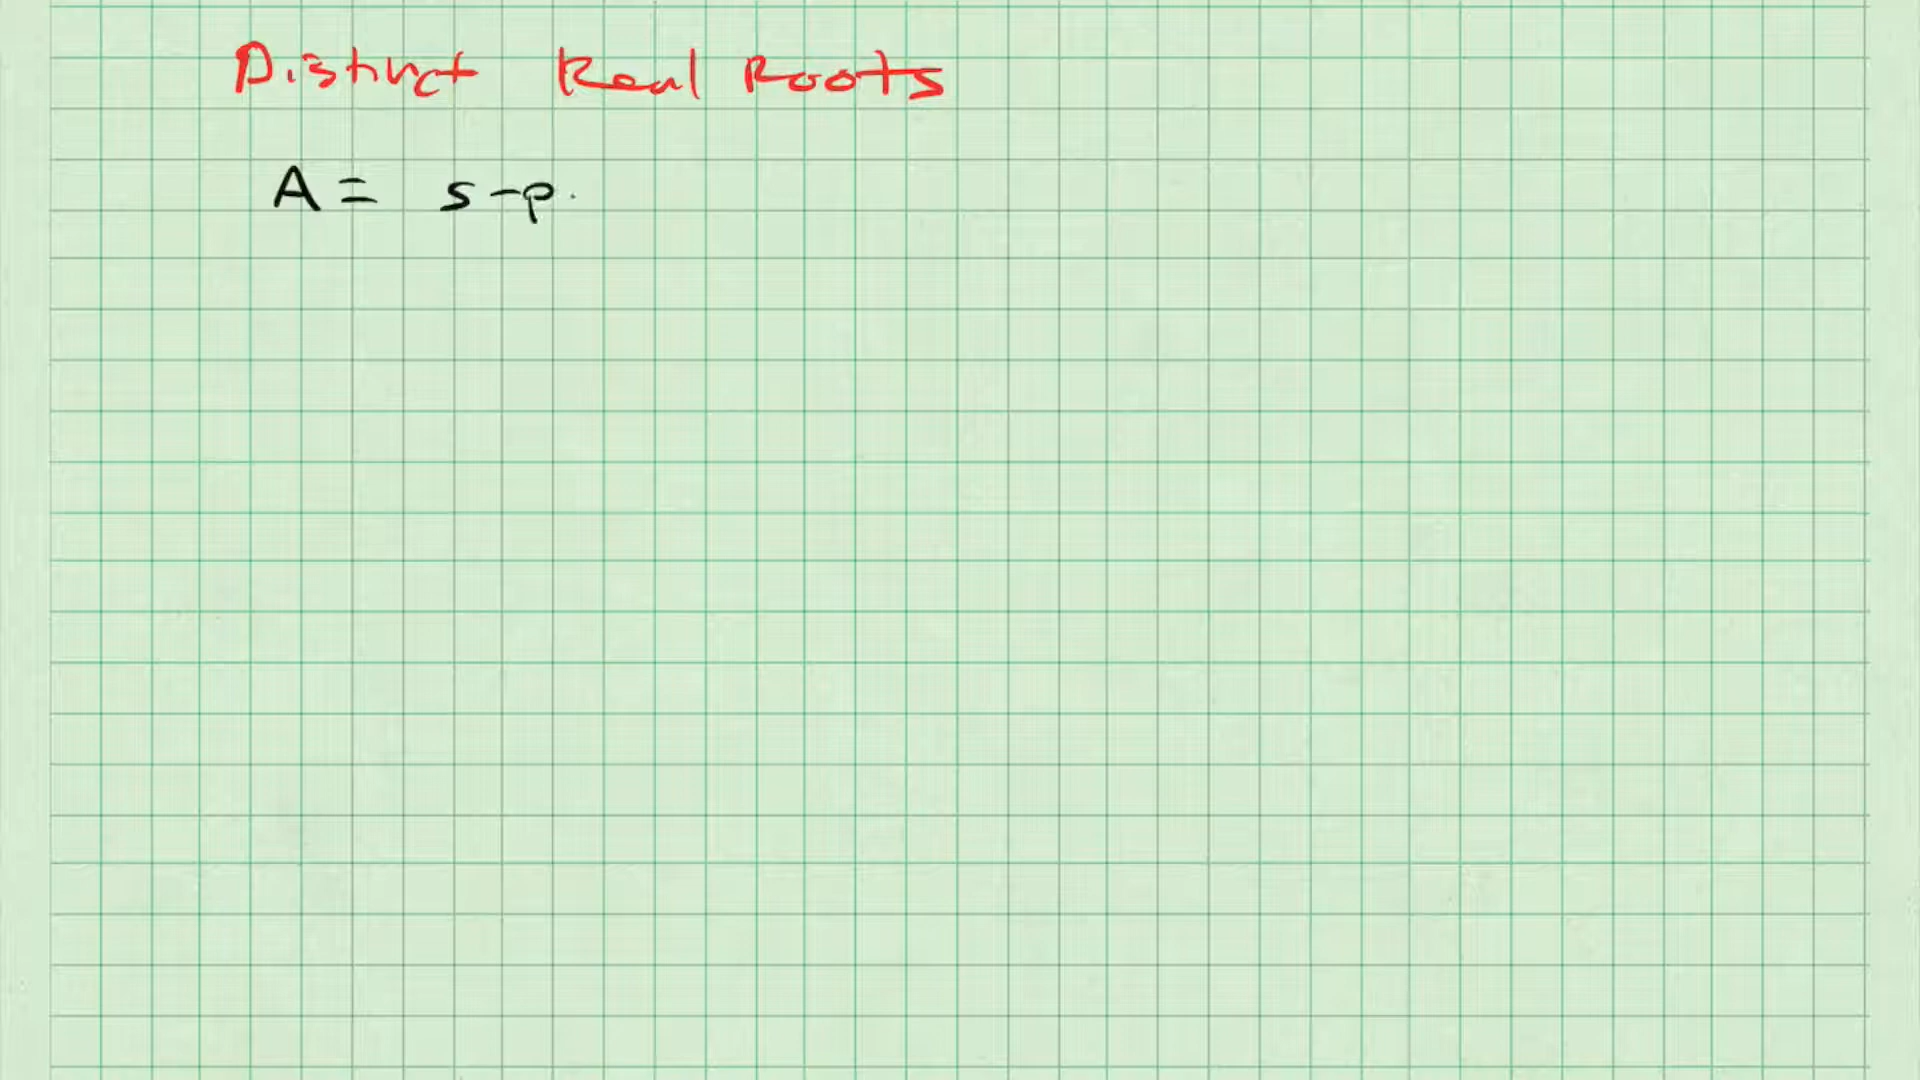 Distinct Real Roots
A = s-p.